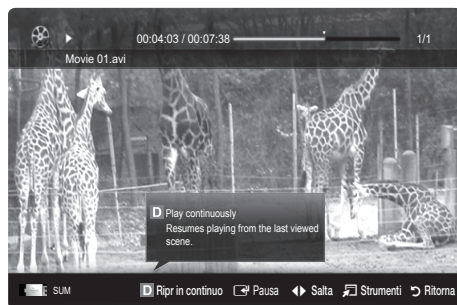 00:04:03 / 00:07:38 1/1
Movie 01.avi
D Play continuously
Resumes playing from the last viewed
scene.
SUM D Ripr in continuo Pausa Salta Strumenti Ritorna